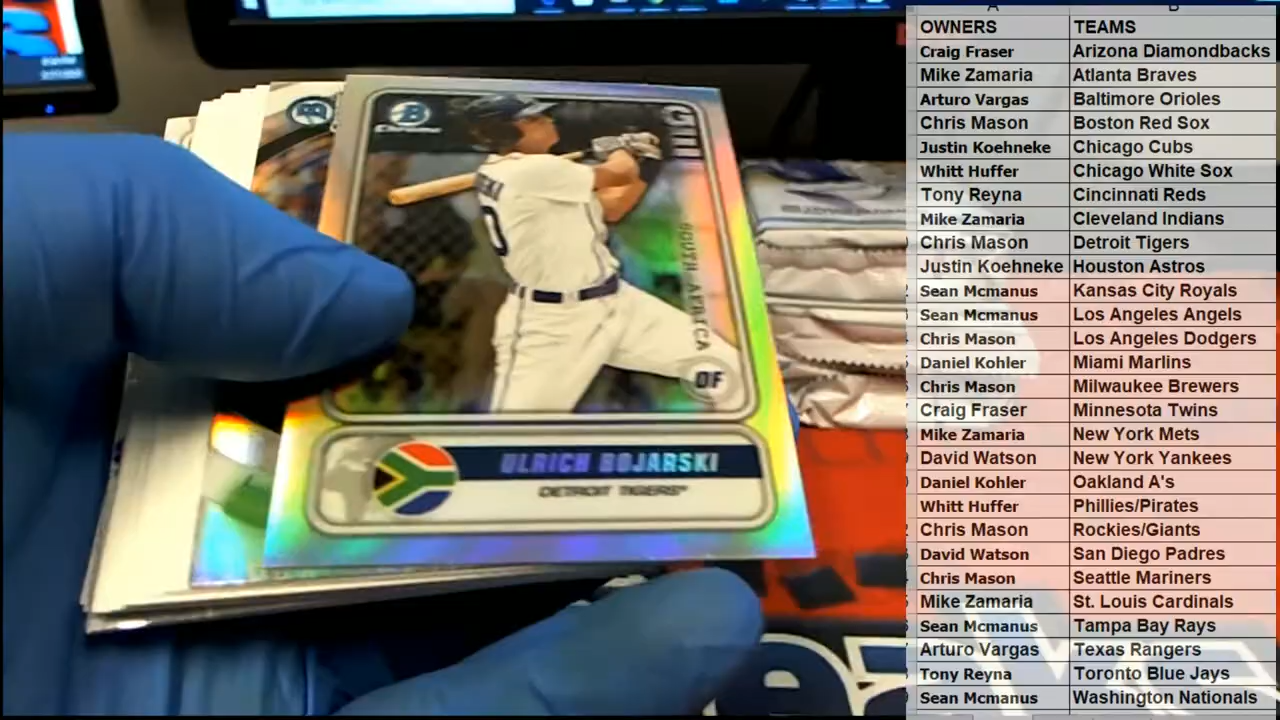 A B
OWNERS TEAMS
Craig Fraser Arizona Diamondbacks
Mike Zamaria Atlanta Braves
Arturo Vargas Baltimore Orioles
Chris Mason Boston Red Sox
Justin Koehneke Chicago Cubs
Whitt Huffer Chicago White Sox
Tony Reyna Cincinnati Reds
Mike Zamaria Cleveland Indians
Chris Mason Detroit Tigers
Justin Koehneke Houston Astros
Sean Mcmanus Kansas City Royals
Sean Mcmanus Los Angeles Angels
Chris Mason Los Angeles Dodgers
Daniel Kohler Miami Marlins
Chris Mason Milwaukee Brewers
Craig Fraser Minnesota Twins
Mike Zamaria New York Mets
David Watson New York Yankees
Daniel Kohler Oakland A's
Whitt Huffer Phillies/Pirates
Chris Mason Rockies/Giants
David Watson San Diego Padres
Chris Mason Seattle Mariners
Mike Zamaria St. Louis Cardinals
Sean Mcmanus Tampa Bay Rays
Arturo Vargas Texas Rangers
Tony Reyna Toronto Blue Jays
Sean Mcmanus Washington Nationals
B
Chrome
SOUTH AFRICA
OF
ULRICH BOJARSKI
DETROIT TIGERS